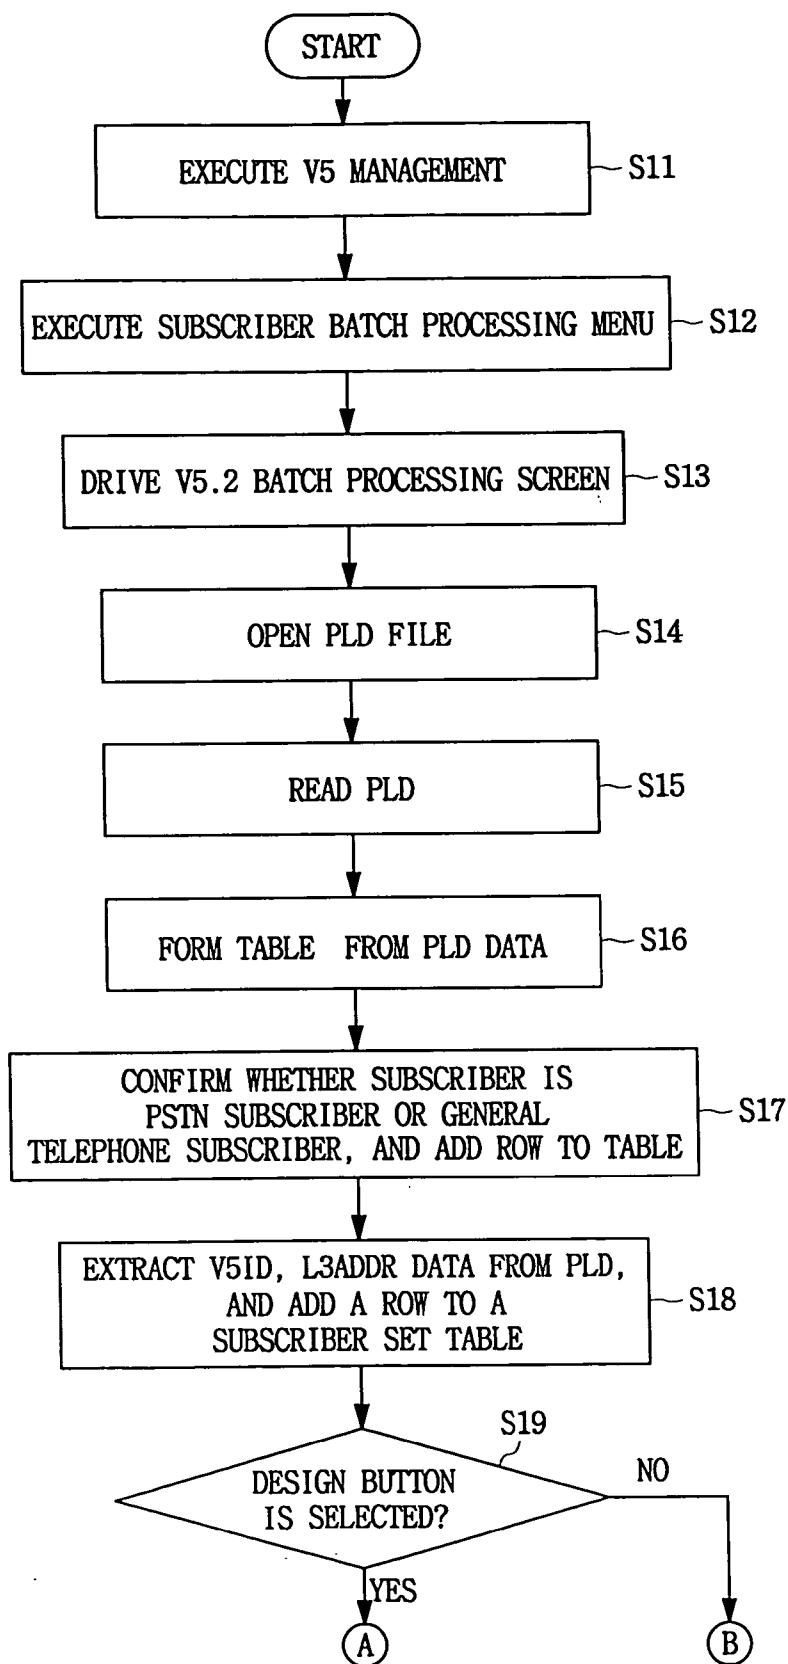 START
EXECUTE V5 MANAGEMENT
S11
EXECUTE SUBSCRIBER BATCH PROCESSING MENU
S12
DRIVE V5.2 BATCH PROCESSING SCREEN
S13
OPEN PLD FILE
S14
READ PLD
S15
FORM TABLE FROM PLD DATA
S16
CONFIRM WHETHER SUBSCRIBER IS
PSTN SUBSCRIBER OR GENERAL
TELEPHONE SUBSCRIBER, AND ADD ROW TO TABLE
S17
EXTRACT V5ID, L3ADDR DATA FROM PLD,
AND ADD A ROW TO A
SUBSCRIBER SET TABLE
S18
S19
DESIGN BUTTON
IS SELECTED?
NO
YES
A
B